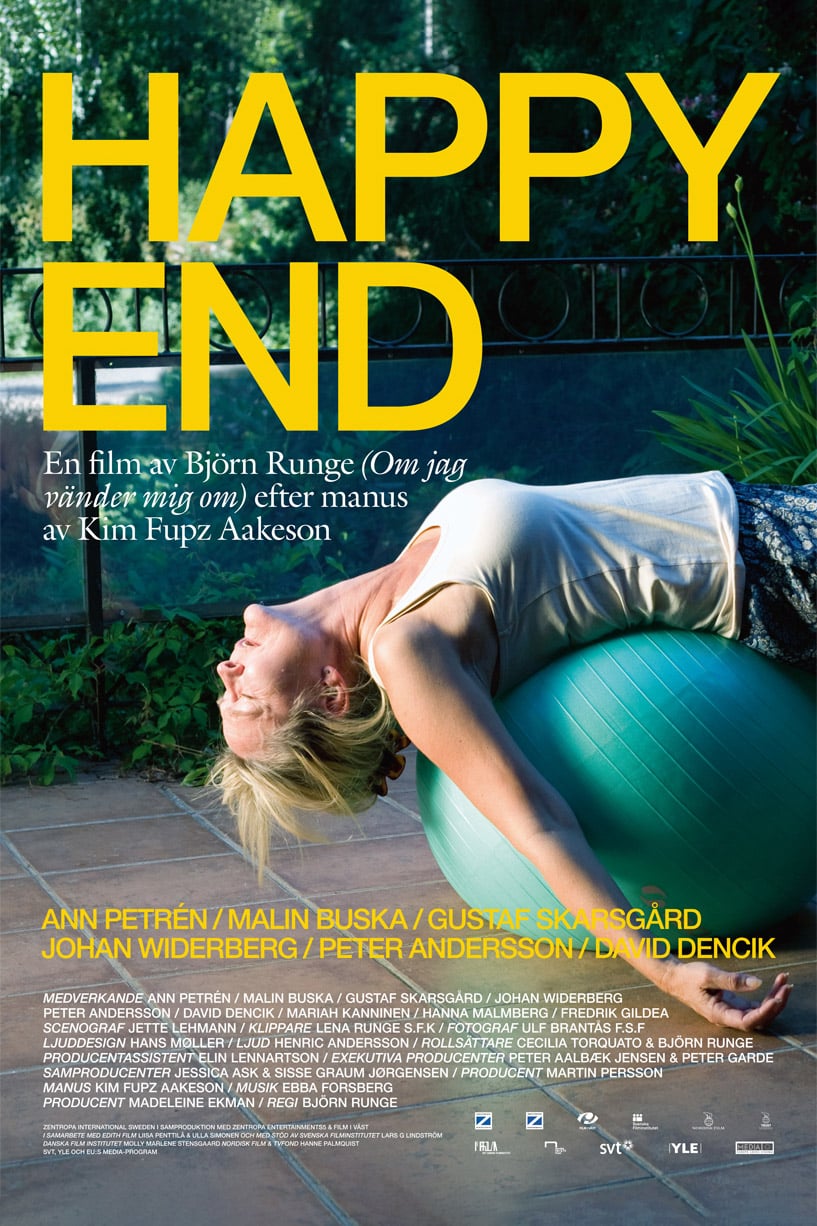 HAPPY
END
En film av Björn Runge (Om jag
vänder mig om) efter manus
av Kim Fupz Aakeson
ANN PETRÉN / MALIN BUSKA / GUSTAF SKARSGÅRD
JOHAN WIDERBERG / PETER ANDERSSON / DAVID DENCIK
MEDVERKANDE ANN PETRÉN / MALIN BUSKA / GUSTAF SKARSGÅRD / JOHAN WIDERBERG
PETER ANDERSSON / DAVID DENCIK / MARIAH KANNINEN / HANNA MALMBERG / FREDRIK GILDEA
SCENOGRAF JETTE LEHMANN / KLIPPARE LENA RUNGE S.F.K / FOTOGRAF ULF BRANTÅS F.S.F
LJUDDESIGN HANS MØLLER / LJUD HENRIC ANDERSSON / ROLLSÄTTARE CECILIA TORQUATO & BJÖRN RUNGE
PRODUCENTASSISTENT ELIN LENNARTSON / EXEKUTIVA PRODUCENTER PETER AALBÆK JENSEN & PETER GARDE
SAMPRODUCENTER JESSICA ASK & SISSE GRAUM JØRGENSEN / PRODUCENT MARTIN PERSSON
MANUS KIM FUPZ AAKESON / MUSIK EBBA FORSBERG
PRODUCENT MADELEINE EKMAN / REGI BJÖRN RUNGE
ZENTROPA INTERNATIONAL SWEDEN I SAMPRODUKTION MED ZENTROPA ENTERTAINMENTS5 & FILM I VÄST
I SAMARBETE MED EDITH FILM LIISA PENTTILÄ & ULLA SIMONEN OCH MED STÖD AV SVENSKA FILMINSTITUTET LARS G LINDSTRÖM
DANSKA FILM INSTITUTET MOLLY MARLENE STENSGAARD NORDISK FILM & TVFOND HANNE PALMQUIST
SVT, YLE OCH EU:S MEDIA-PROGRAM
Svenska
Filminstitutet
NORDISK FILM
svt
YLE
MEDIA